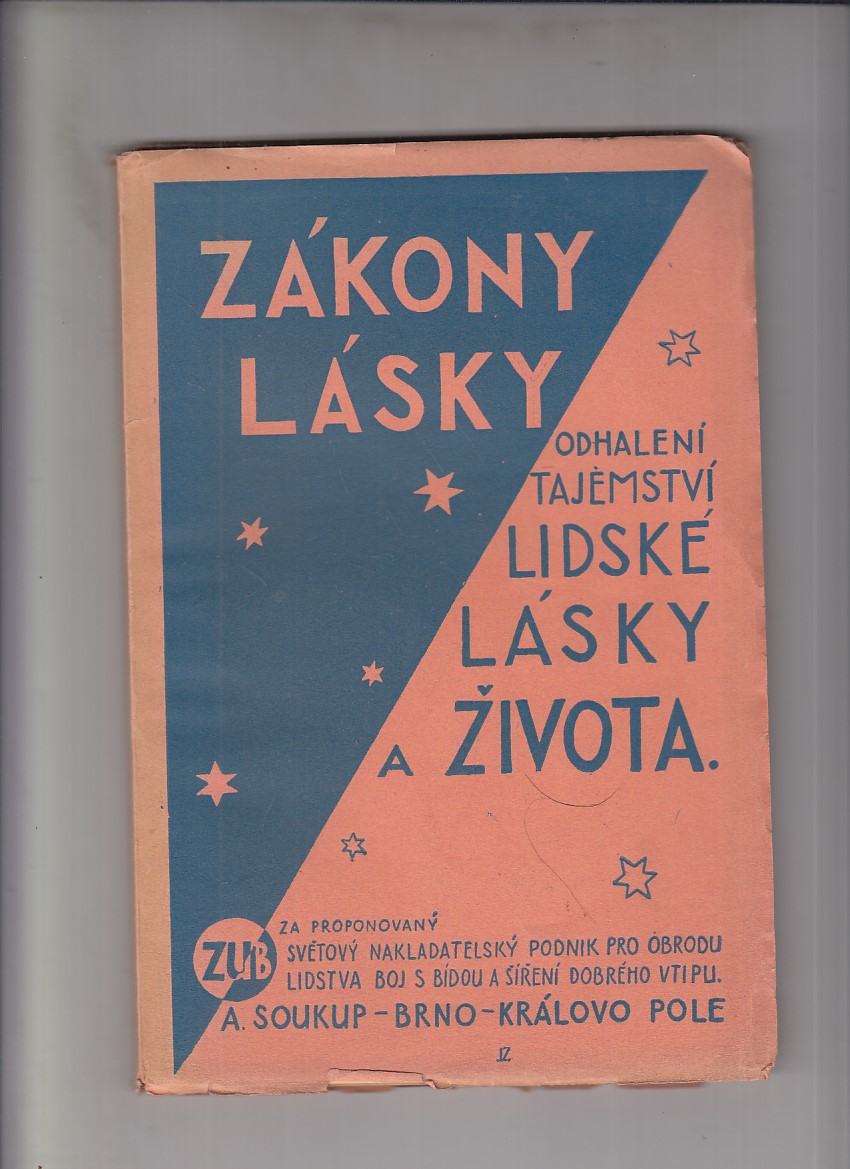 ZÁKONY
LÁSKY
ODHALENÍ
TAJEMSTVÍ
LIDSKÉ
LÁSKY
A ŽIVOTA.
ZUB
ZA PROPONOVANÝ
SVĚTOVÝ NAKLADATELSKÝ PODNIK PRO OBRODU
LIDSTVA BOJ S BÍDOU A ŠÍŘENÍ DOBRÉHO VTIPU.
A. SOUKUP – BRNO – KRÁLOVO POLE
JZ